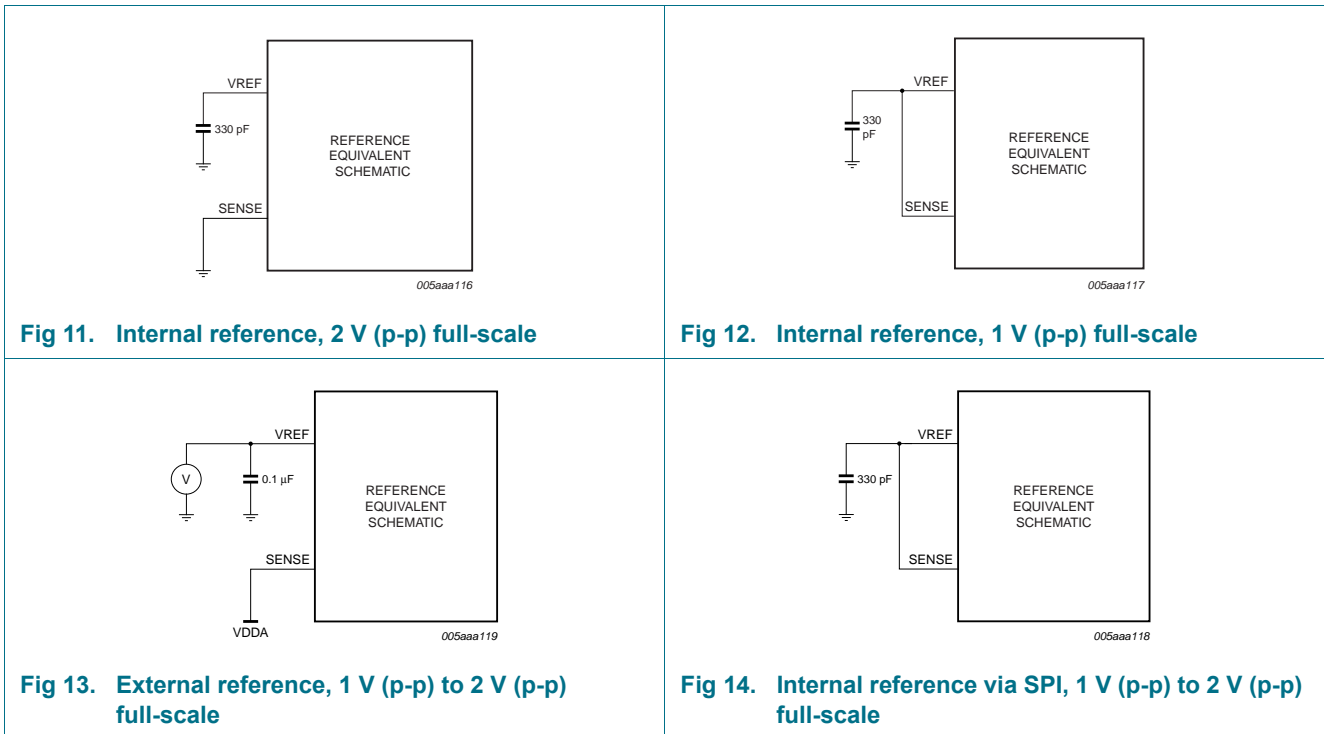 VREF
330 pF
REFERENCE
EQUIVALENT
SCHEMATIC
SENSE
005aaa116
Fig 11. Internal reference, 2 V (p-p) full-scale
VREF
330
pF
REFERENCE
EQUIVALENT
SCHEMATIC
SENSE
005aaa117
Fig 12. Internal reference, 1 V (p-p) full-scale
VREF
V
0.1 μF
REFERENCE
EQUIVALENT
SCHEMATIC
SENSE
VDDA
005aaa119
Fig 13. External reference, 1 V (p-p) to 2 V (p-p)
full-scale
VREF
330 pF
REFERENCE
EQUIVALENT
SCHEMATIC
SENSE
005aaa118
Fig 14. Internal reference via SPI, 1 V (p-p) to 2 V (p-p)
full-scale